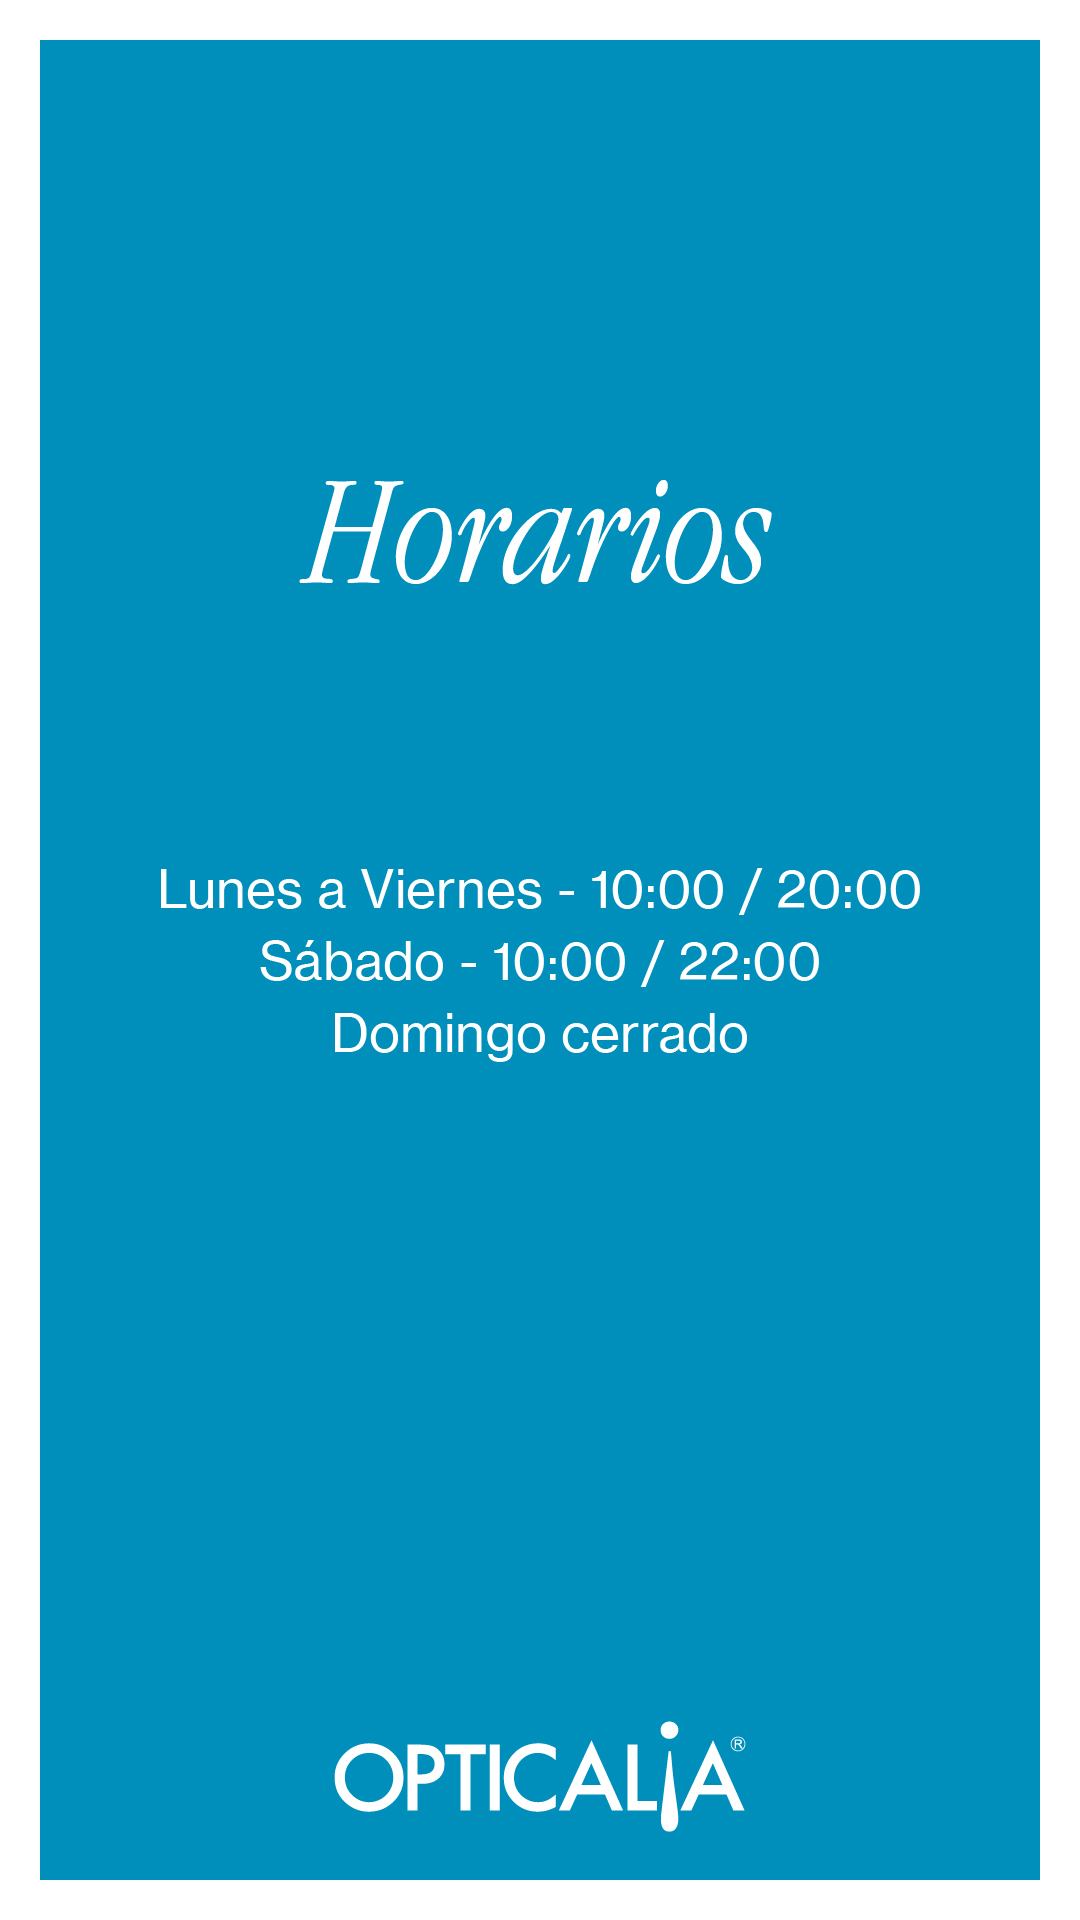 Horarios
Lunes a Viernes - 10:00 / 20:00
Sábado - 10:00 / 22:00
Domingo cerrado
OPTICALiA®